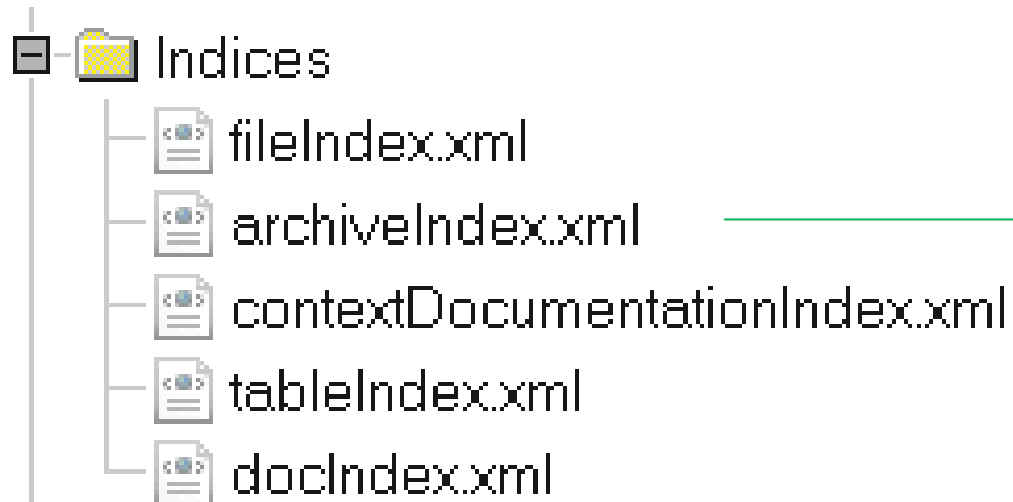 Indices
fileIndex.xml
archiveIndex.xml
contextDocumentationIndex.xml
tableIndex.xml
docIndex.xml